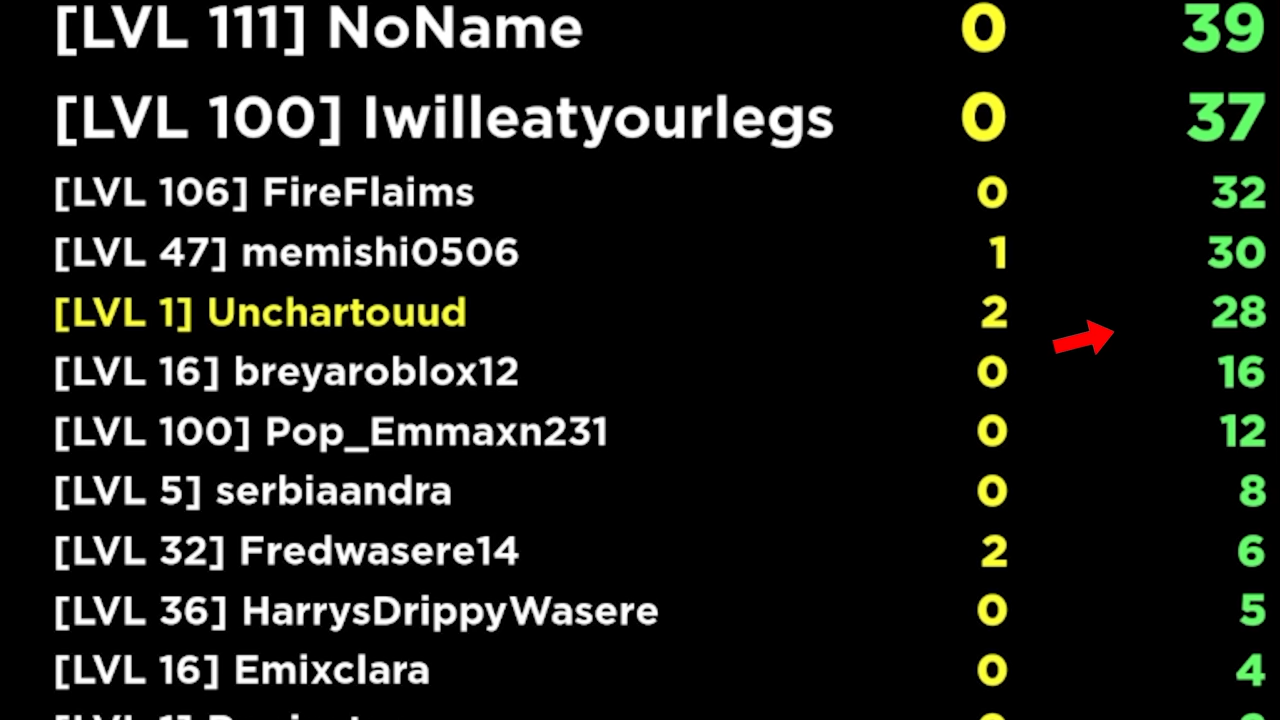 [LVL 111] NoName 0 39
[LVL 100] Iwilleatyourlegs 0 37
[LVL 106] FireFlaims 0 32
[LVL 47] memishi0506 1 30
[LVL 1] Unchartouud 2 28
[LVL 16] breyaroblox12 0 16
[LVL 100] Pop_Emmaxn231 0 12
[LVL 5] serbiaandra 0 8
[LVL 32] Fredwasere14 2 6
[LVL 36] HarrysDrippyWasere 0 5
[LVL 16] Emixclara 0 4